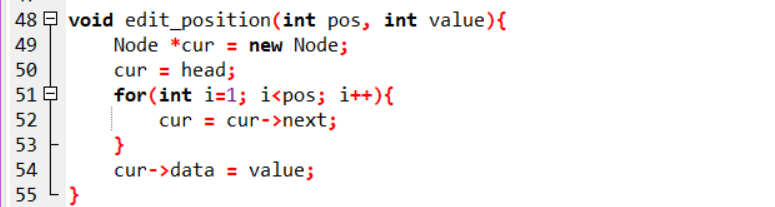 48 void edit_position(int pos, int value){
49 Node *cur = new Node;
50 cur = head;
51 for(int i=1; i<pos; i++){
52 cur = cur->next;
53 }
54 cur->data = value;
55 }